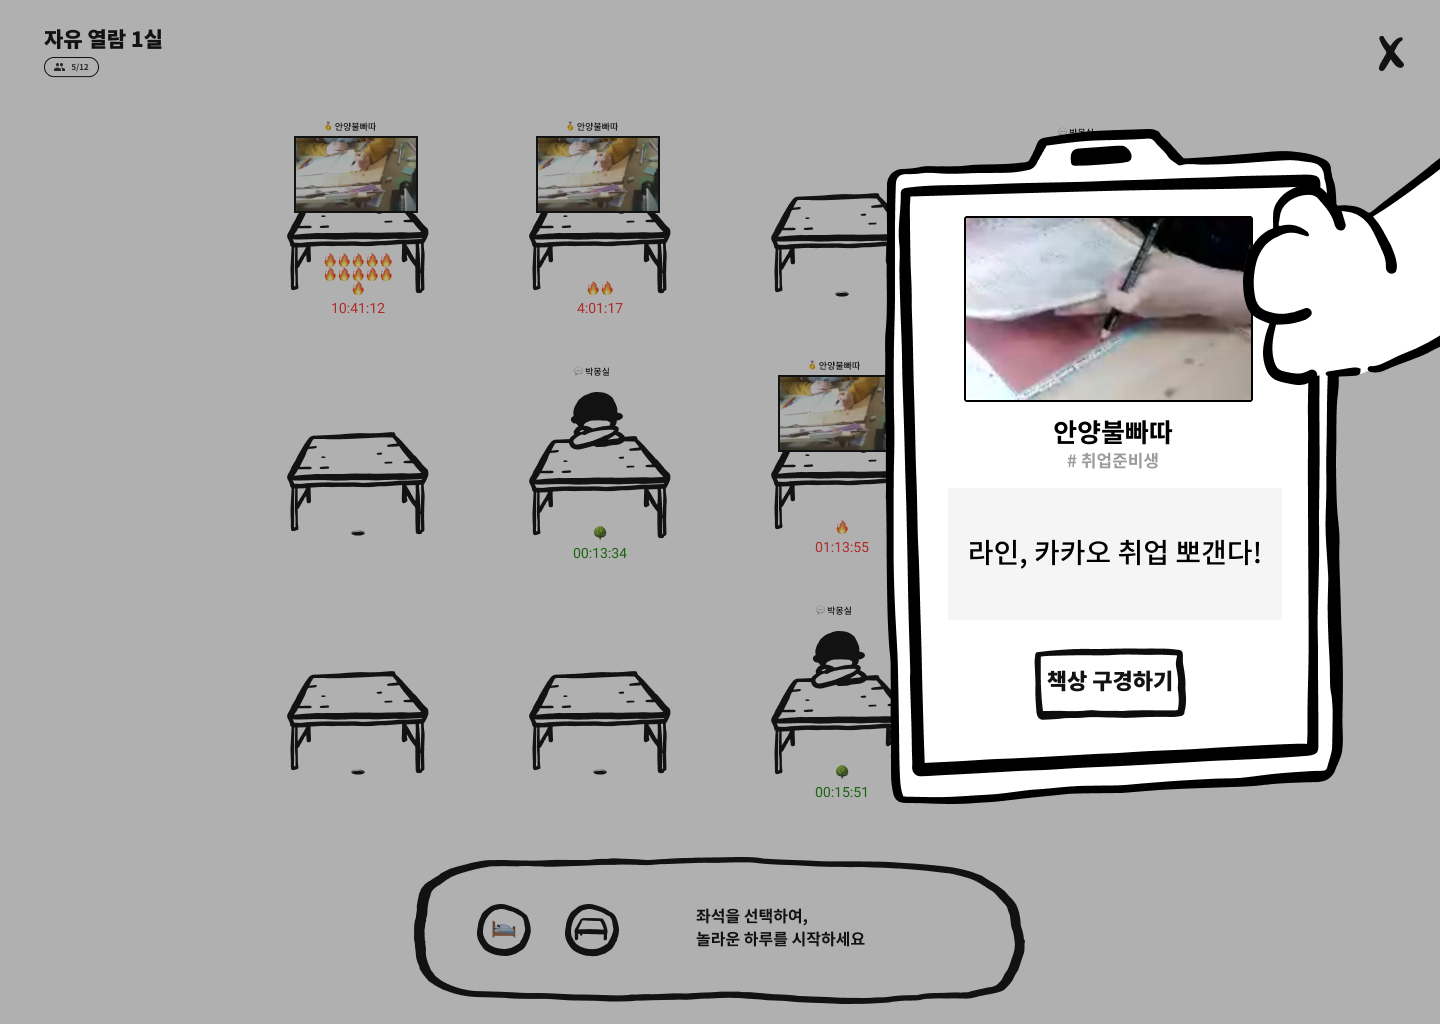 자유 열람 1실
5/12
안양불빠따
안양불빠따
박몽실
10:41:12
4:01:17
박몽실
안양불빠따
00:13:34
01:13:55
박몽실
00:15:51
안양불빠따
# 취업준비생
라인, 카카오 취업 뽀갠다!
책상 구경하기
좌석을 선택하여,
놀라운 하루를 시작하세요